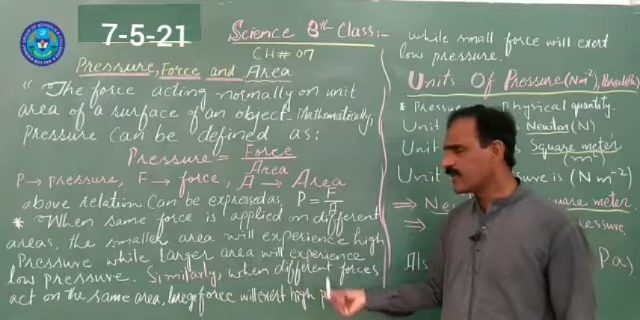 7-5-21
Science 8th Class:-
CH # 07
Pressure, Force and Area
"The force acting normally on unit
area of a surface of an object. Mathematically,
Pressure can be defined as:
Pressure = Force
Area
P → pressure, F → force, A → Area
above relation can be expressed as, P = F
A
* When same force is applied on different
areas, the smaller area will experience high
Pressure while larger area will experience
low pressure. Similarly, when different forces
act on the same area, large force will exert high
while small force will exert
low pressure.
Units Of Pressure (Nm²),
* Pressure physical quantity.
Unit Newton (N)
Unit Square meter
(m²)
Unit sure is (N m⁻²)
⇒ Ne square meter.
⇒ pressure,
Als Pa)